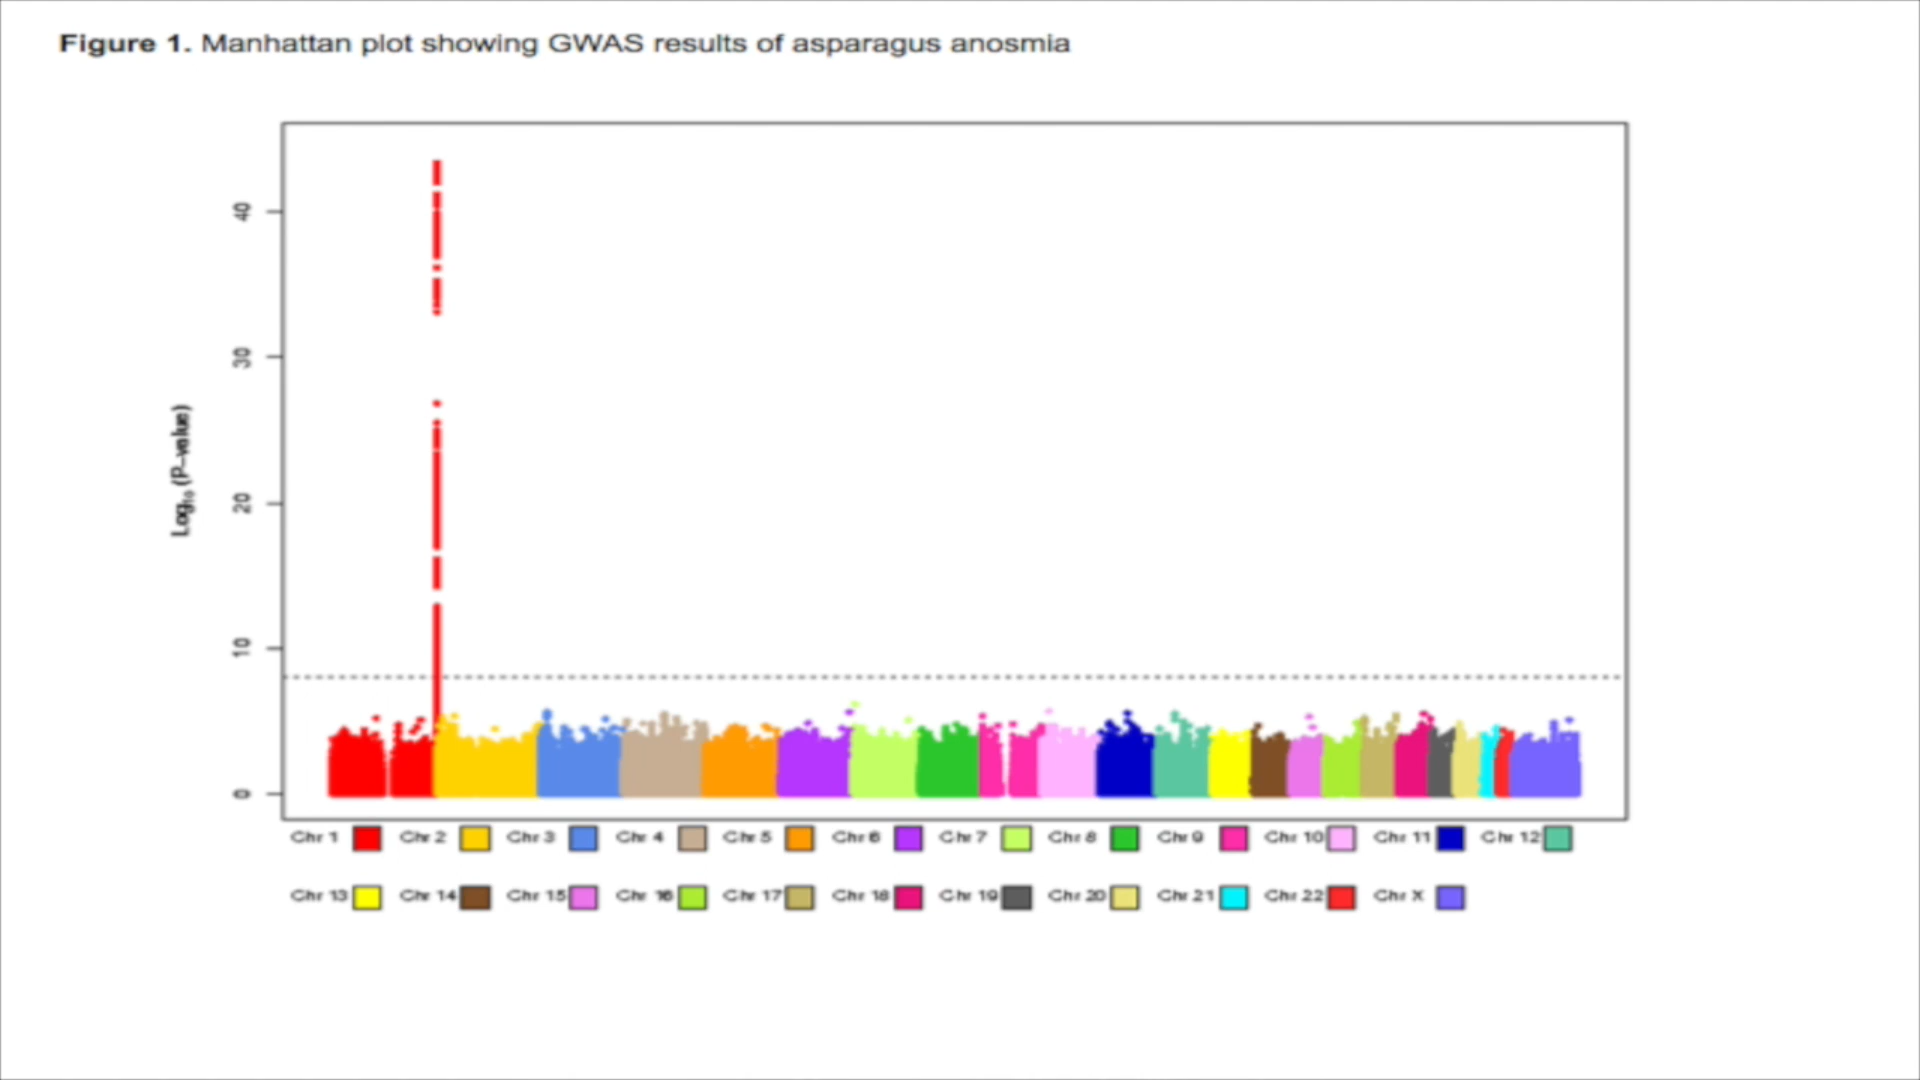 Figure 1. Manhattan plot showing GWAS results of asparagus anosmia
40
30
20
10
0
Log10 (P-value)
Chr 1 Chr 2 Chr 3 Chr 4 Chr 5 Chr 6 Chr 7 Chr 8 Chr 9 Chr 10 Chr 11 Chr 12
Chr 13 Chr 14 Chr 15 Chr 16 Chr 17 Chr 18 Chr 19 Chr 20 Chr 21 Chr 22 Chr X